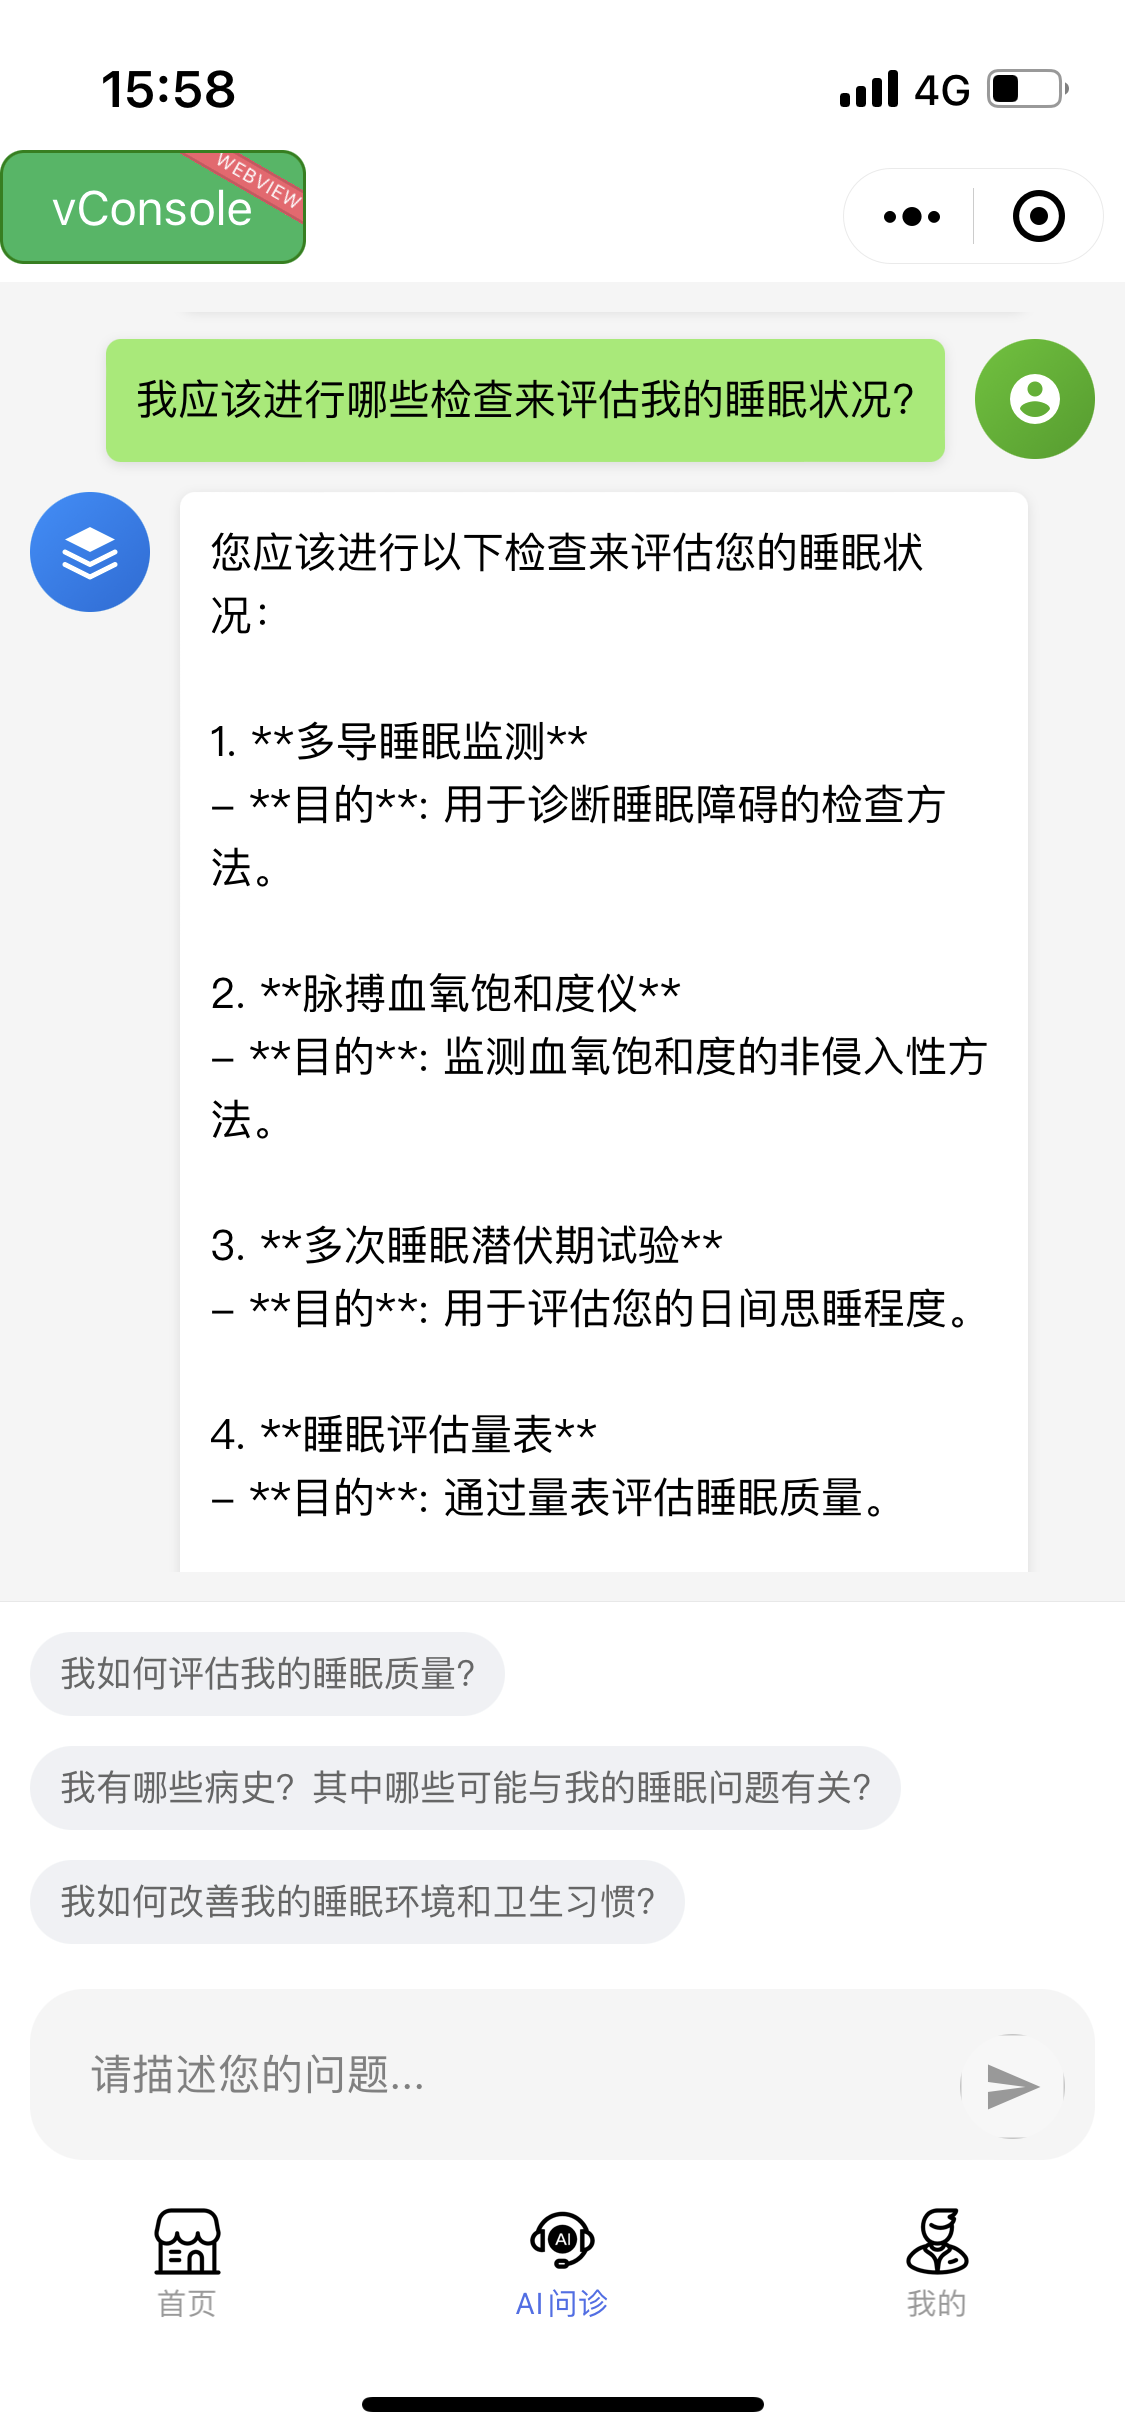 15:58
4G
vConsole
WEBVIEW
我应该进行哪些检查来评估我的睡眠状况?
您应该进行以下检查来评估您的睡眠状
况：
1. **多导睡眠监测**
- **目的**: 用于诊断睡眠障碍的检查方
法。
2. **脉搏血氧饱和度仪**
- **目的**: 监测血氧饱和度的非侵入性方
法。
3. **多次睡眠潜伏期试验**
- **目的**: 用于评估您的日间思睡程度。
4. **睡眠评估量表**
- **目的**: 通过量表评估睡眠质量。
我如何评估我的睡眠质量?
我有哪些病史? 其中哪些可能与我的睡眠问题有关?
我如何改善我的睡眠环境和卫生习惯?
请描述您的问题...
AI
首页
AI问诊
我的